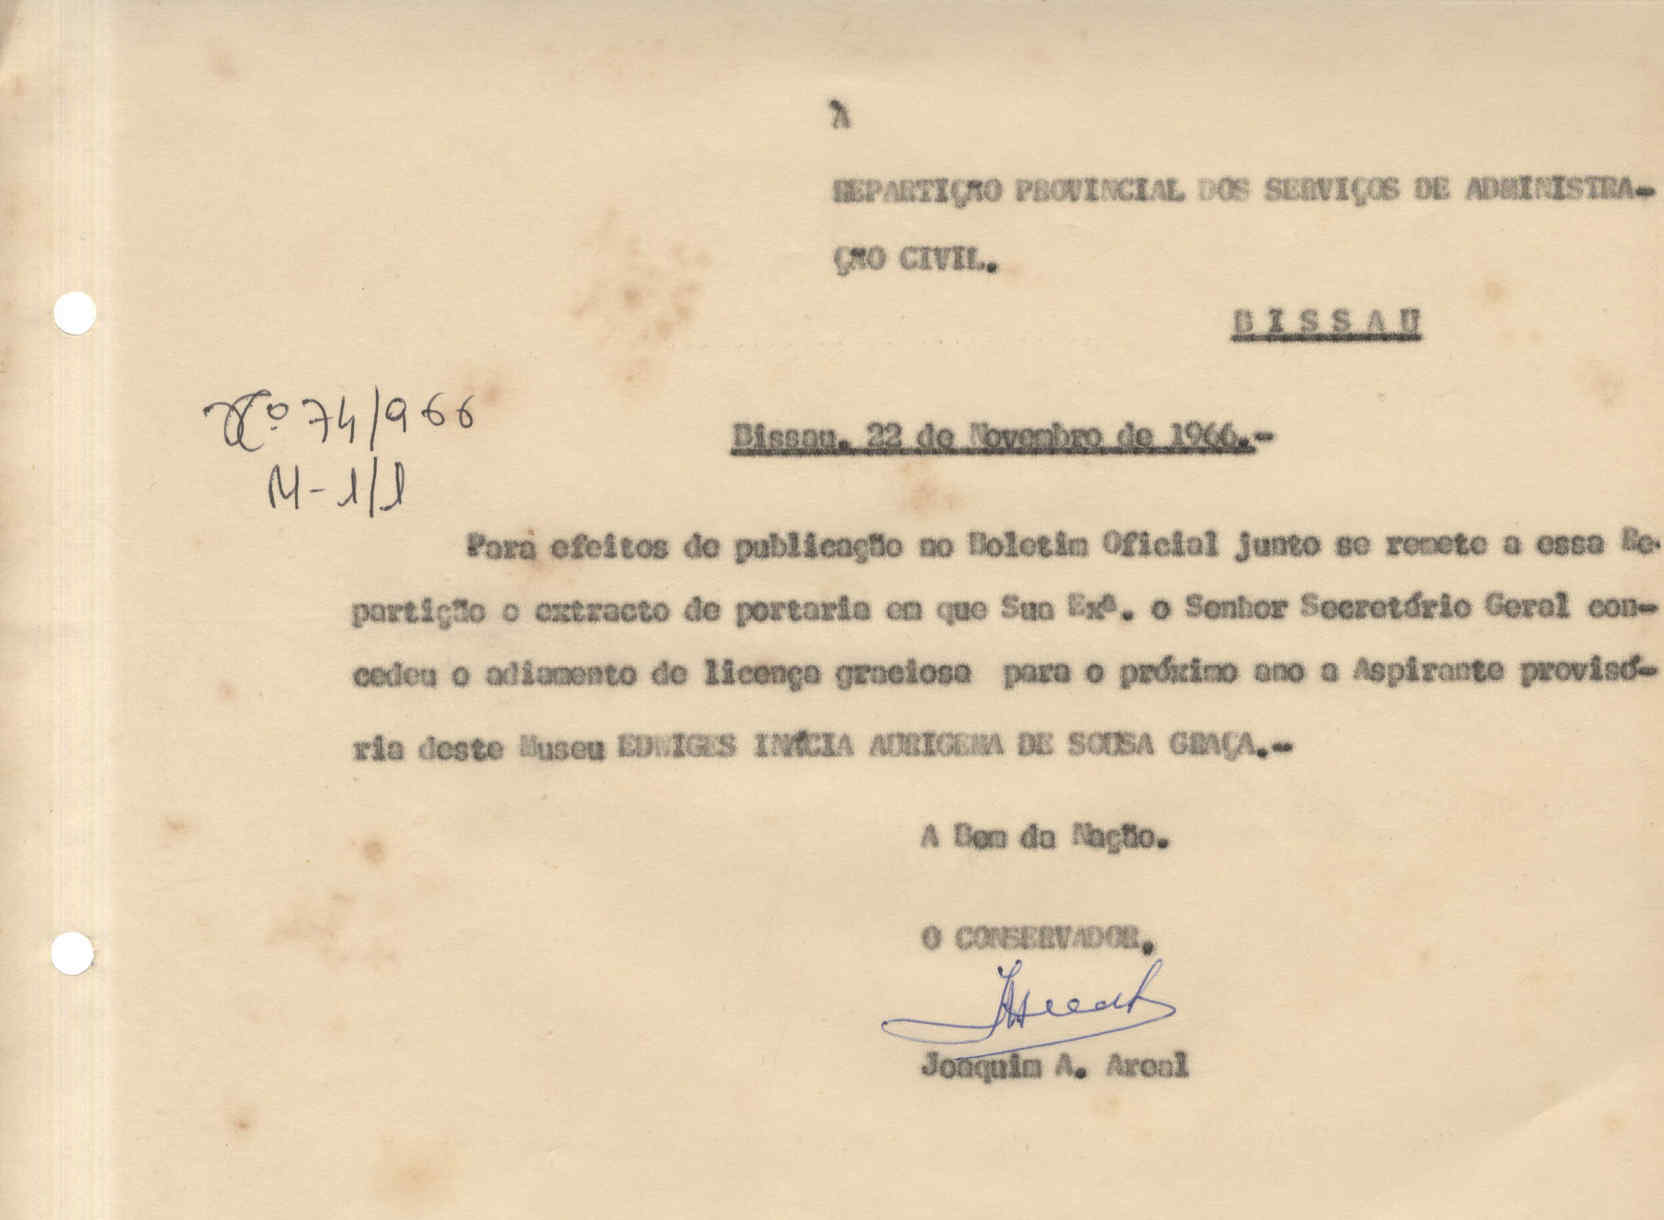 À
REPARTIÇÃO PROVINCIAL DOS SERVIÇOS DE ADMINISTRA-
ÇÃO CIVIL.
B I S S A U
Nº 74/966
M-1/1
Bissau, 22 de Novembro de 1966.-
Para efeitos de publicação no Boletim Oficial junto se remete a essa Re-
partição o extracto de portaria em que Sua Exª. o Senhor Secretário Geral con-
cedeu o adiamento de licença graciosa para o próximo ano a Aspirante provisó-
ria deste Museu EDWIGES INÁCIA AURIGEMA DE SOUSA GRAÇA.-
A Bem da Nação.
O CONSERVADOR,
Joaquim A. Areal